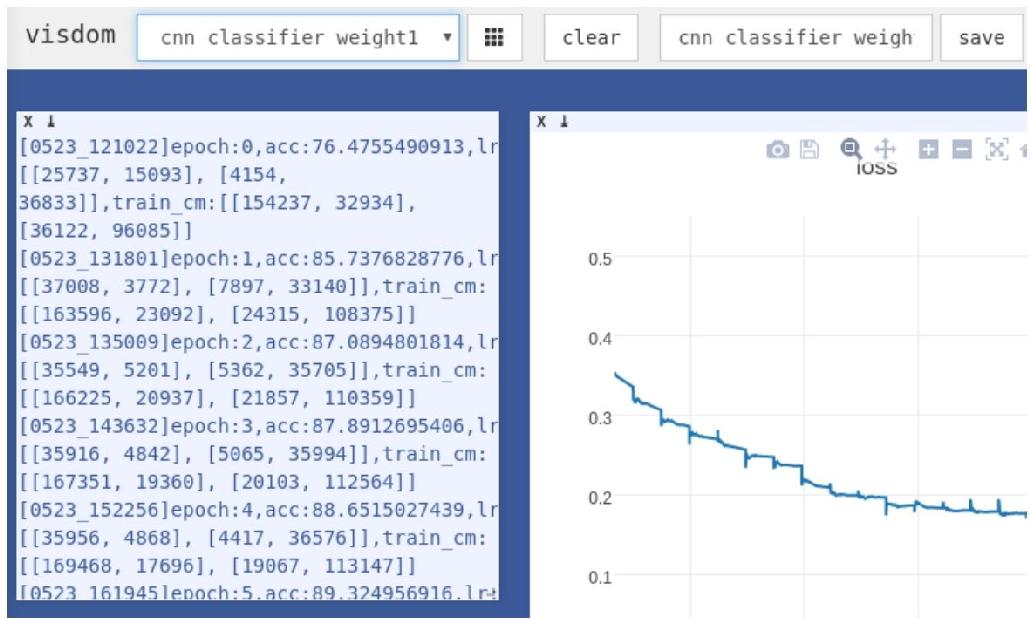 visdom cnn classifier weight1 clear cnn classifier weigh save
X
[0523_121022]epoch:0,acc:76.4755490913,lr
[[25737, 15093], [4154,
36833]],train_cm:[[154237, 32934],
[36122, 96085]]
[0523_131801]epoch:1,acc:85.7376828776,lr
[[37008, 3772], [7897, 33140]],train_cm:
[[163596, 23092], [24315, 108375]]
[0523_135009]epoch:2,acc:87.0894801814,lr
[[35549, 5201], [5362, 35705]],train_cm:
[[166225, 20937], [21857, 110359]]
[0523_143632]epoch:3,acc:87.8912695406,lr
[[35916, 4842], [5065, 35994]],train_cm:
[[167351, 19360], [20103, 112564]]
[0523_152256]epoch:4,acc:88.6515027439,lr
[[35956, 4868], [4417, 36576]],train_cm:
[[169468, 17696], [19067, 113147]]
[0523_161945]epoch:5,acc:89.324956916,lr
X
loss
0.5
0.4
0.3
0.2
0.1